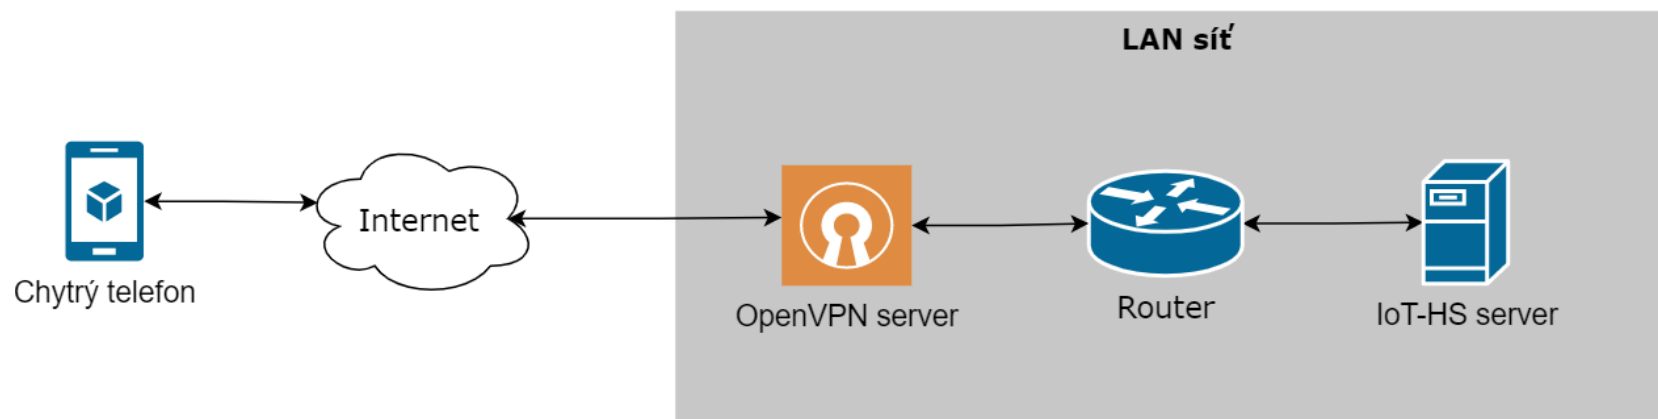 LAN síť
Internet
Chytrý telefon
OpenVPN server
Router
IoT-HS server